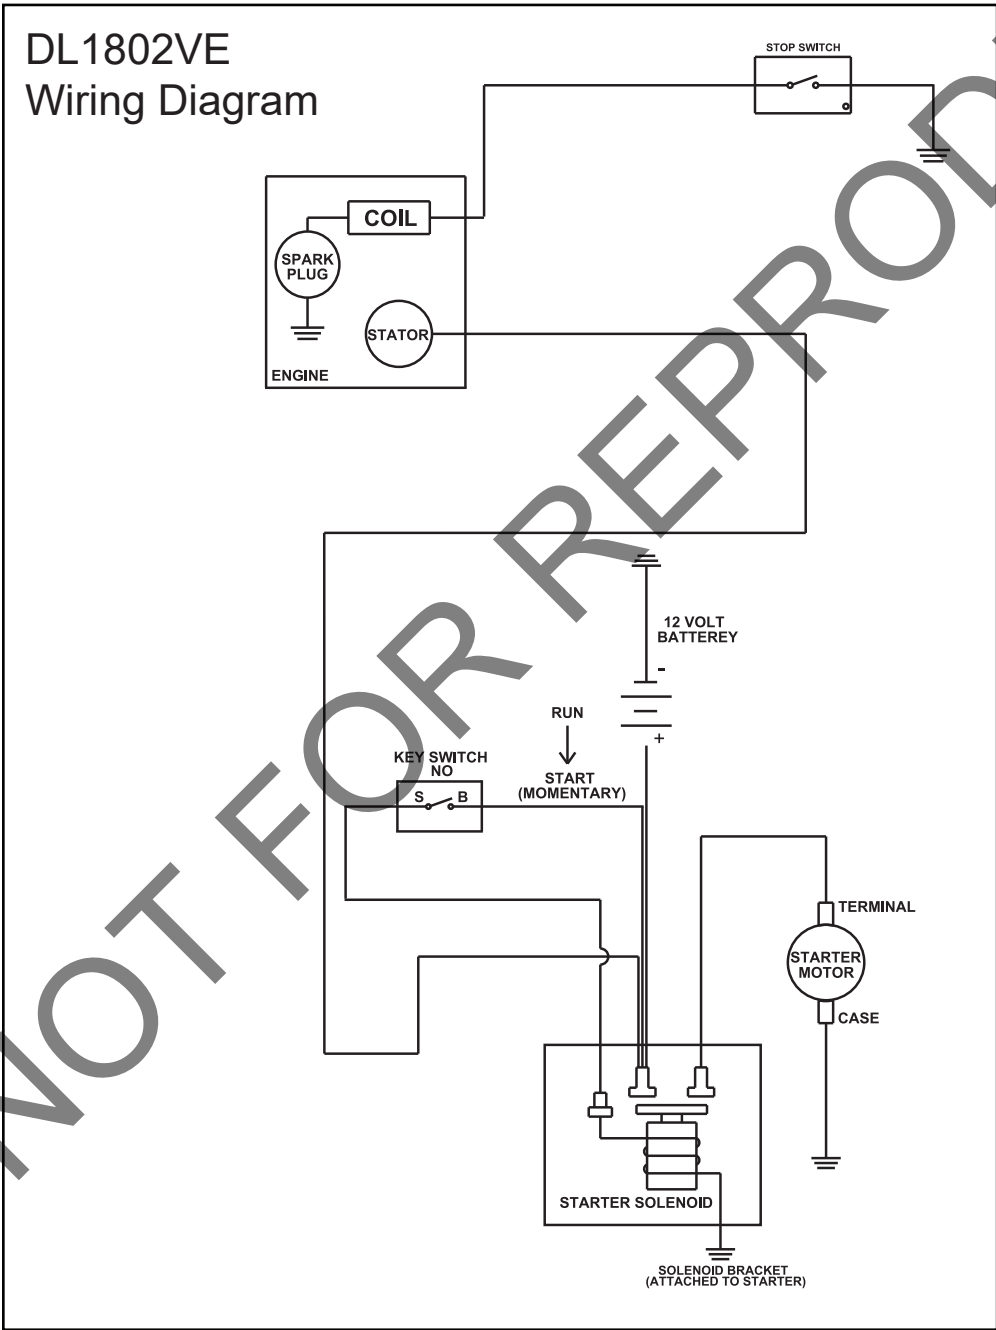 DL1802VE
Wiring Diagram
STOP SWITCH
COIL
SPARK
PLUG
STATOR
ENGINE
12 VOLT
BATTEREY
-
+
RUN
START
(MOMENTARY)
KEY SWITCH
NO
S B
TERMINAL
STARTER
MOTOR
CASE
STARTER SOLENOID
SOLENOID BRACKET
(ATTACHED TO STARTER)
NOT FOR REPROD